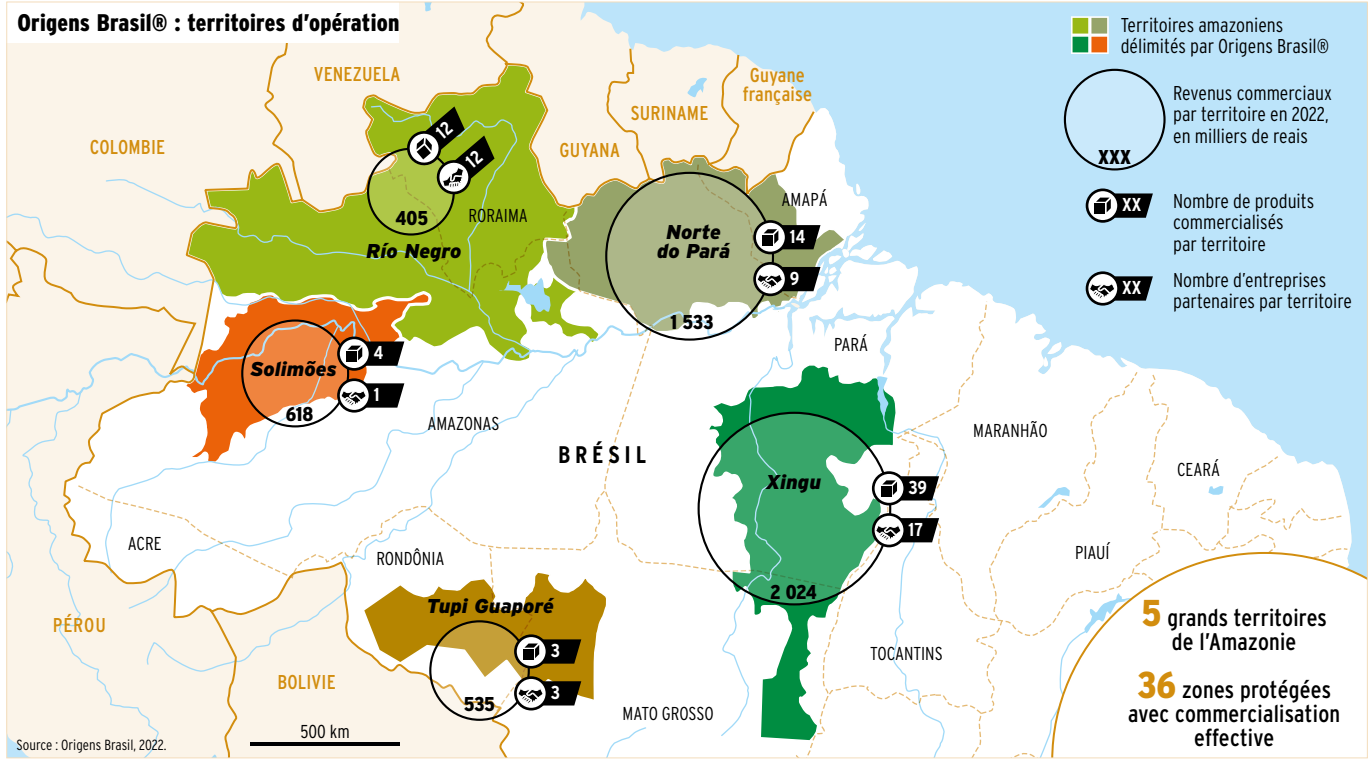 Origens Brasil® : territoires d'opération
Territoires amazoniens
délimités par Origens Brasil®
Revenus commerciaux
par territoire en 2022,
en milliers de reais
XXX
XX
Nombre de produits
commercialisés
par territoire
XX
Nombre d'entreprises
partenaires par territoire
VENEZUELA
COLOMBIE
GUYANA
SURINAME
Guyane
française
12
12
405
RORAIMA
Río Negro
AMAPÁ
Norte
do Pará
14
9
1 533
Solimões
4
1
618
AMAZONAS
BRÉSIL
PARÁ
MARANHÃO
CEARÁ
Xingu
39
17
2 024
ACRE
RONDÔNIA
PIAUÍ
Tupi Guaporé
3
3
535
PÉROU
BOLIVIE
MATO GROSSO
TOCANTINS
5 grands territoires
de l'Amazonie
36 zones protégées
avec commercialisation
effective
500 km
Source : Origens Brasil, 2022.